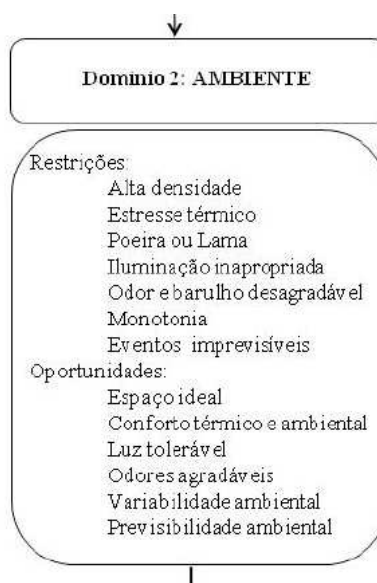 Domínio 2: AMBIENTE
Restrições:
Alta densidade
Estresse térmico
Poeira ou Lama
Iluminação inapropriada
Odor e barulho desagradável
Monotonia
Eventos imprevisíveis
Oportunidades:
Espaço ideal
Conforto térmico e ambiental
Luz tolerável
Odores agradáveis
Variabilidade ambiental
Previsibilidade ambiental